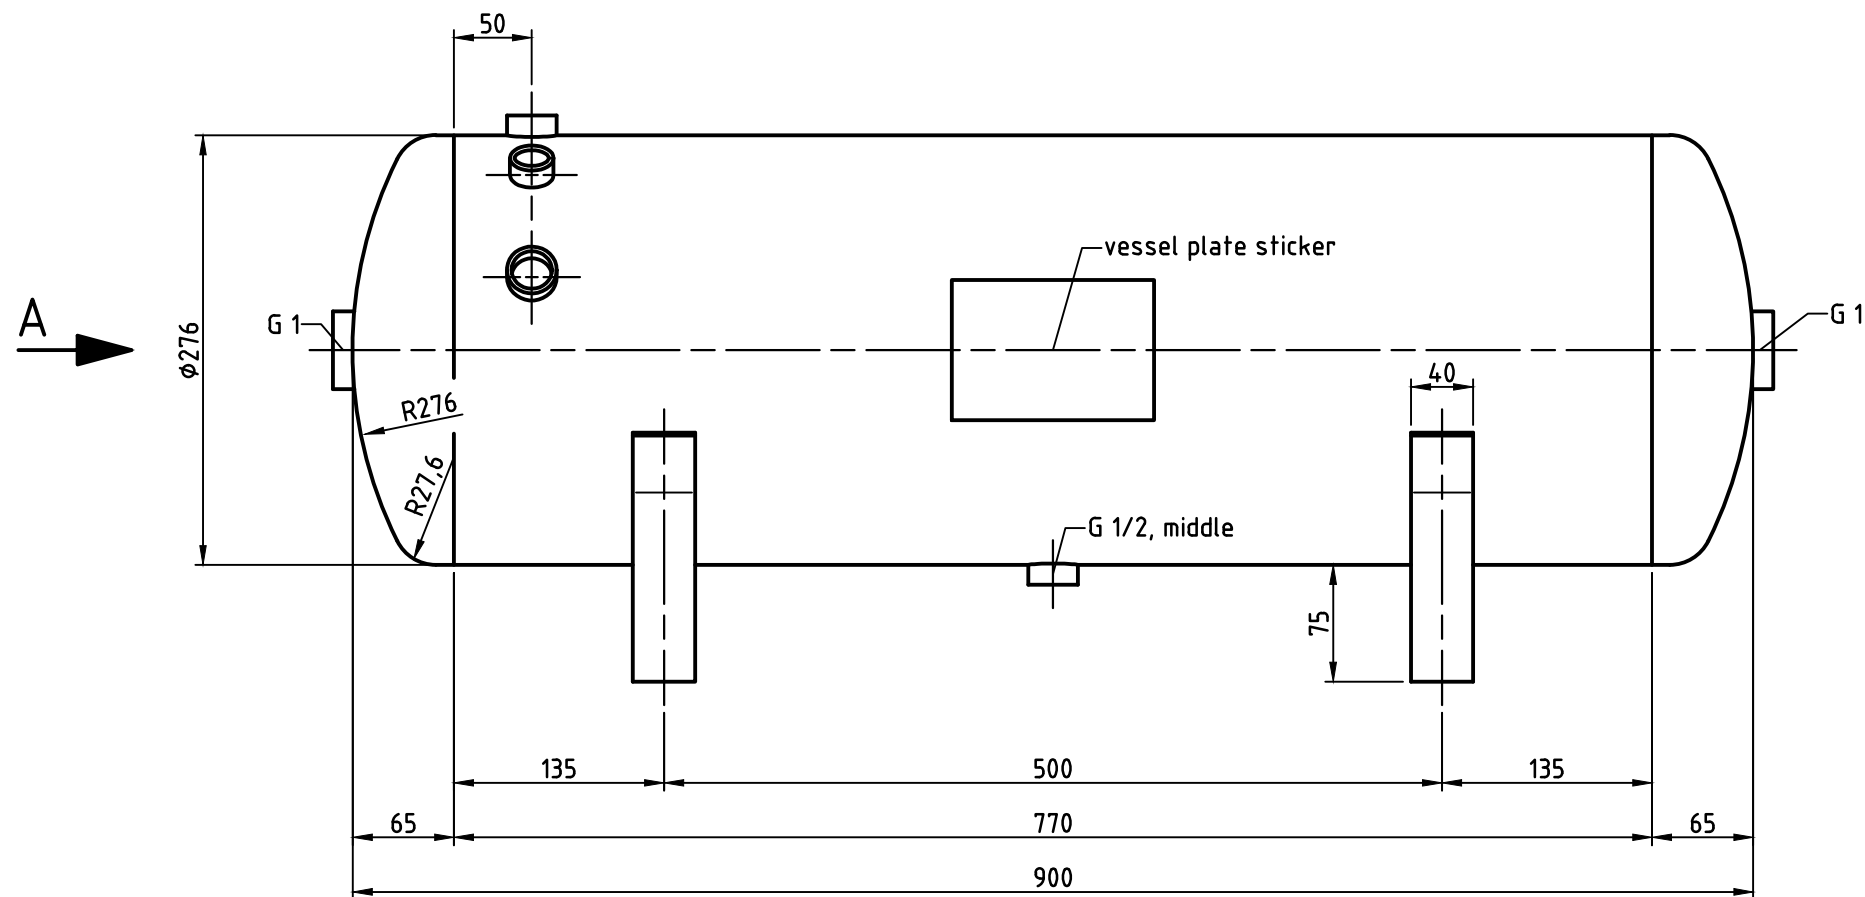 50
vessel plate sticker
A
G 1
G 1
φ276
40
R276
R27,6
G 1/2, middle
75
135
500
135
65
770
65
900